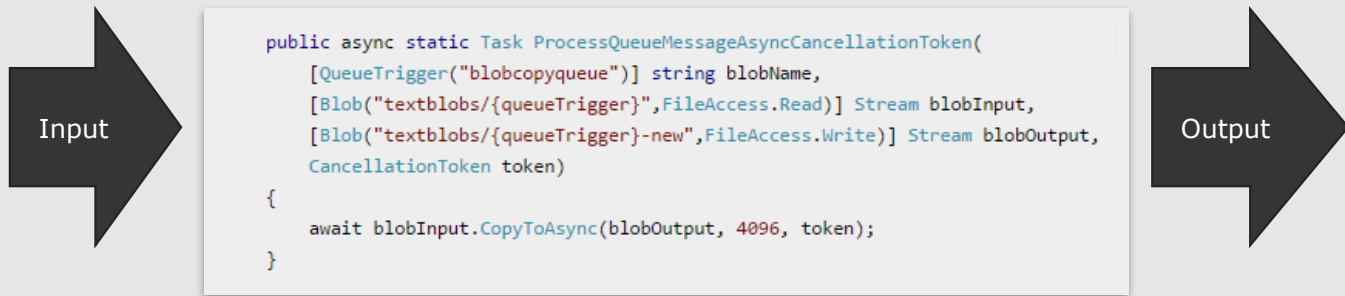 Input
public async static Task ProcessQueueMessageAsyncCancellationToken(
    [QueueTrigger("blobcopyqueue")] string blobName,
    [Blob("textblobs/{queueTrigger}",FileAccess.Read)] Stream blobInput,
    [Blob("textblobs/{queueTrigger}-new",FileAccess.Write)] Stream blobOutput,
    CancellationToken token)
{
    await blobInput.CopyToAsync(blobOutput, 4096, token);
}
Output